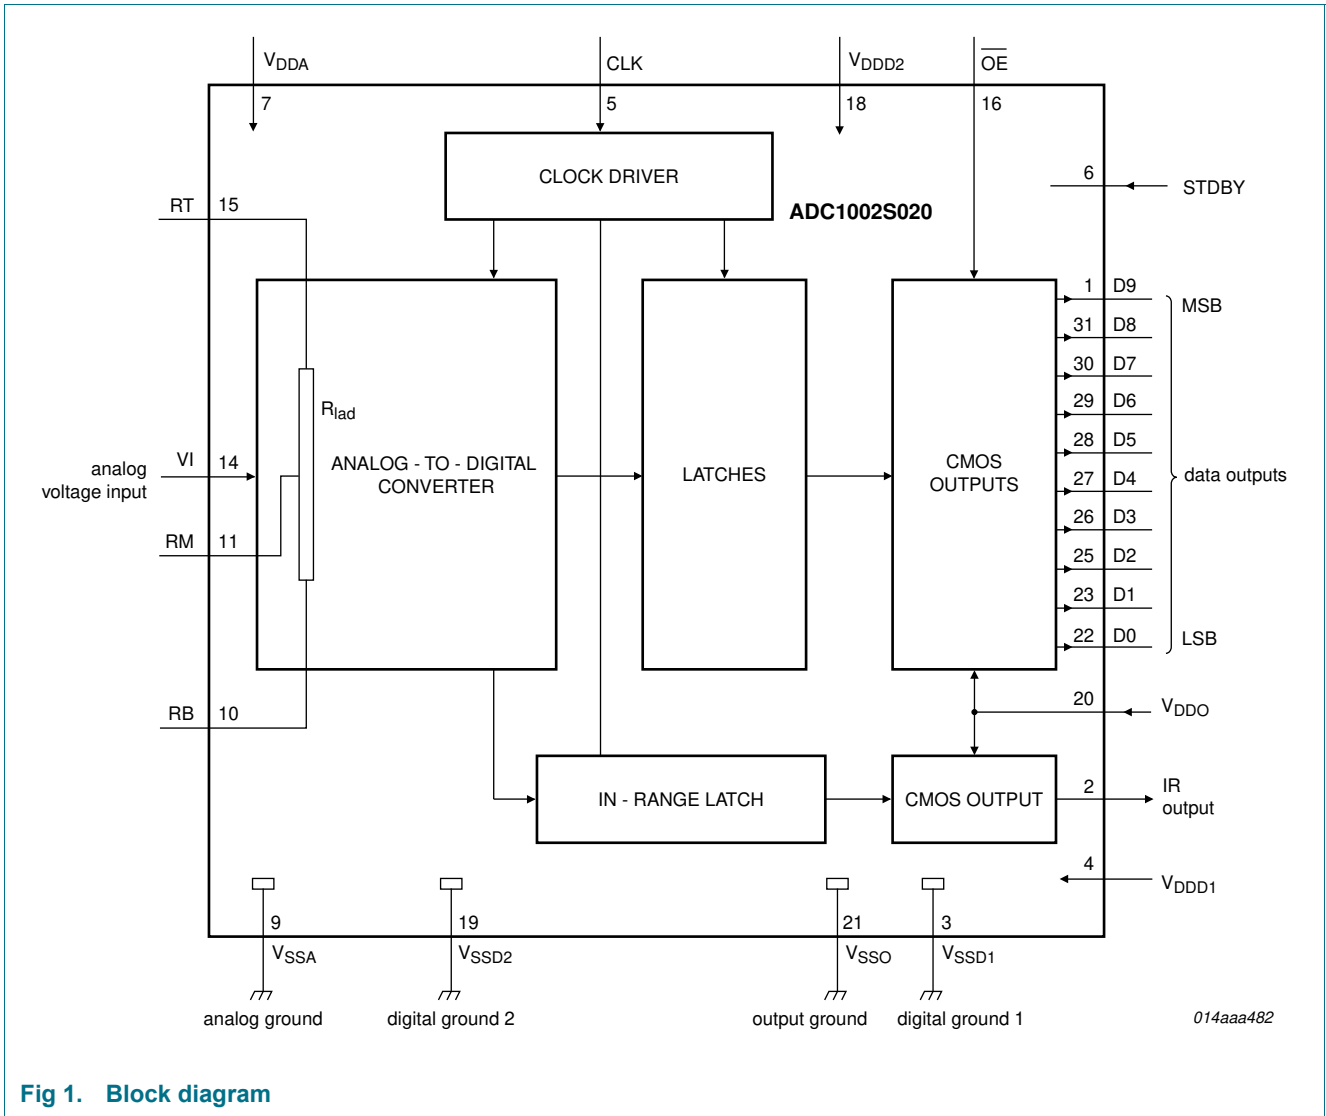 VDDA
CLK
VDDD2
OE
7
5
18
16
CLOCK DRIVER
6
STDBY
RT
15
ADC1002S020
1
D9
MSB
31
D8
30
D7
Rlad
29
D6
28
D5
VI
14
analog
voltage input
ANALOG - TO - DIGITAL
CONVERTER
LATCHES
CMOS
OUTPUTS
27
D4
data outputs
26
D3
RM
11
25
D2
23
D1
22
D0
LSB
RB
10
20
VDDO
IN - RANGE LATCH
CMOS OUTPUT
2
IR
output
4
VDDD1
9
19
21
3
VSSA
VSSD2
VSSO
VSSD1
analog ground
digital ground 2
output ground
digital ground 1
014aaa482
Fig 1. Block diagram